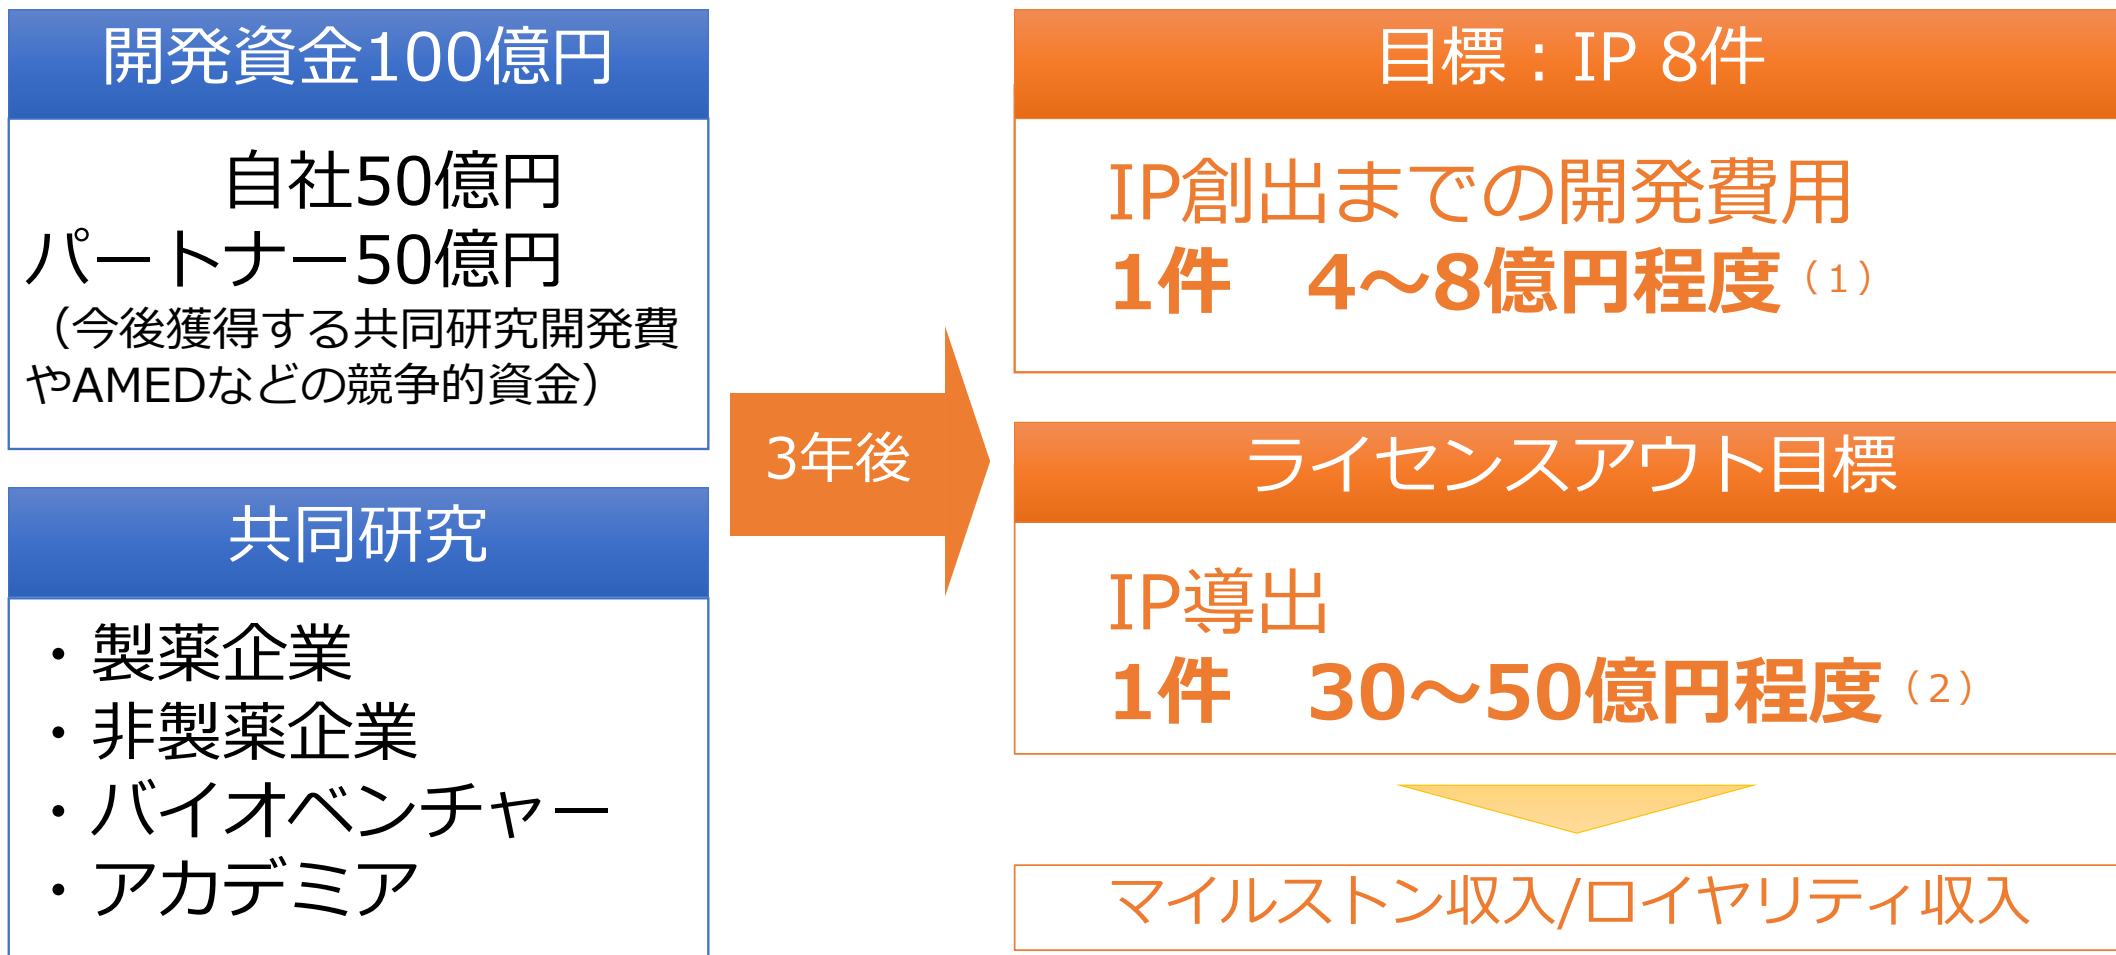 開発資金100億円
自社50億円
パートナー50億円
（今後獲得する共同研究開発費
やAMEDなどの競争的資金）
共同研究
・製薬企業
・非製薬企業
・バイオベンチャー
・アカデミア
3年後
目標：IP 8件
IP創出までの開発費用
1件　4～8億円程度（１）
ライセンスアウト目標
IP導出
1件　30～50億円程度（２）
マイルストン収入/ロイヤリティ収入